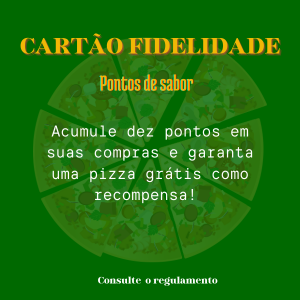 CARTÃO FIDELIDADE
Pontos de sabor
Acumule dez pontos em
suas compras e garanta
uma pizza grátis como
recompensa!
Consulte o regulamento